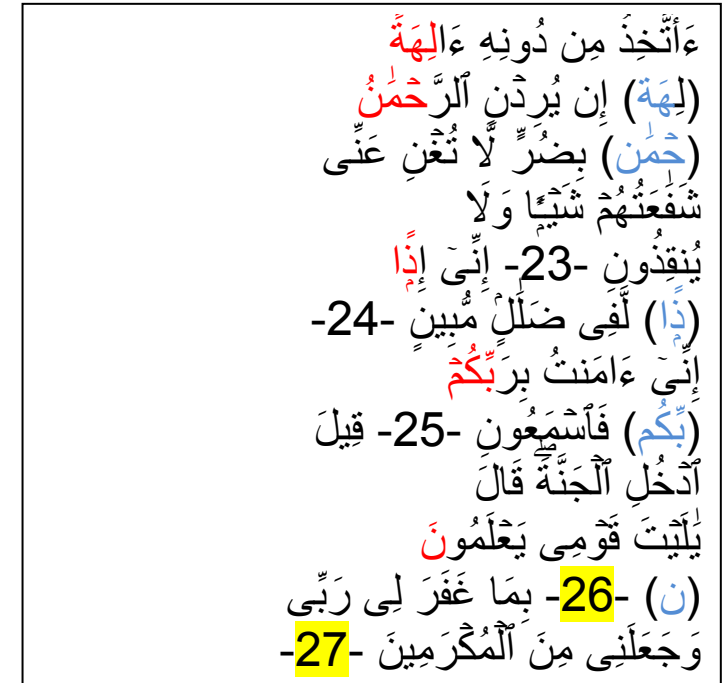 ءَأَتَّخِذُ مِن دُونِهِ ءَالِهَةً
(لِهَة) إِن يُرِدْنِ ٱلرَّحْمَٰنُ
(حْمَٰن) بِضُرٍّ لَّا تُغْنِ عَنِّى
شَفَٰعَتُهُمْ شَيْـًٔا وَلَا
يُنقِذُونِ -23- إِنِّىٓ إِذًا
(ذًا) لَّفِى ضَلَٰلٍ مُّبِينٍ -24-
إِنِّىٓ ءَامَنتُ بِرَبِّكُمْ
(بِّكُم) فَٱسْمَعُونِ -25- قِيلَ
ٱدْخُلِ ٱلْجَنَّةَۖ قَالَ
يَٰلَيْتَ قَوْمِى يَعْلَمُونَ
(ن) -26- بِمَا غَفَرَ لِى رَبِّى
وَجَعَلَنِى مِنَ ٱلْمُكْرَمِينَ -27-